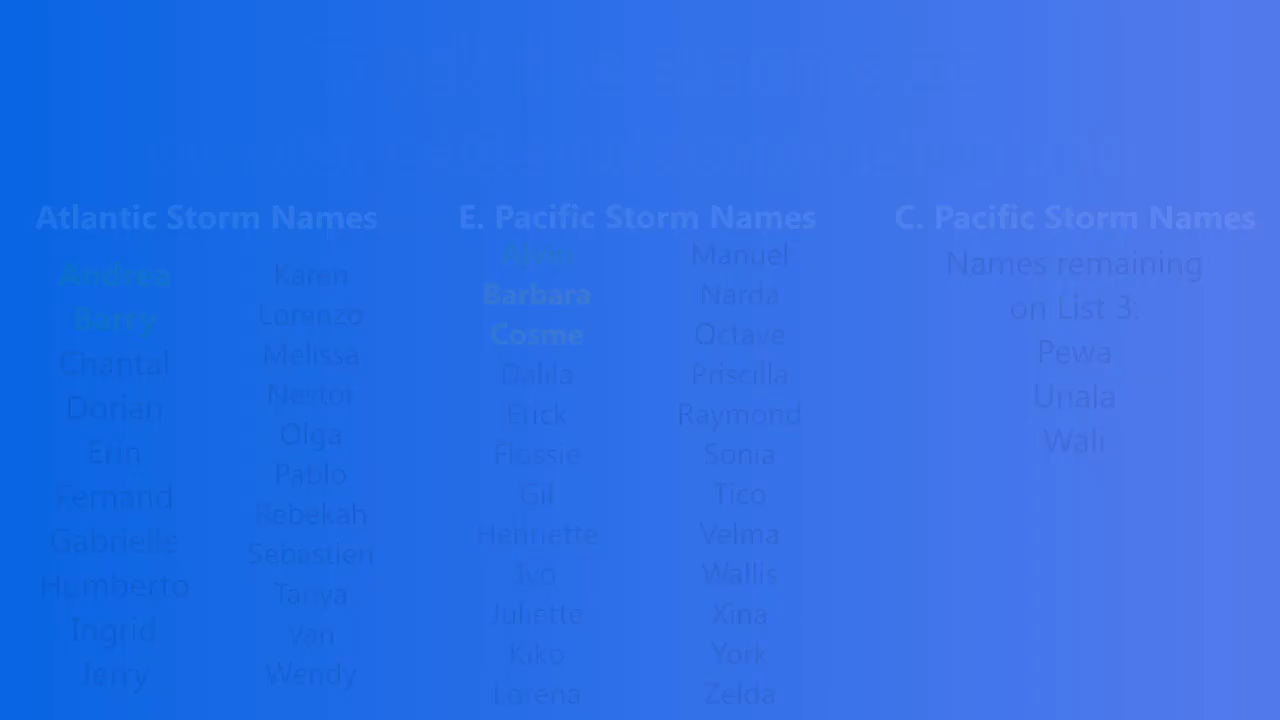 Atlantic Storm Names
Andrea
Barry
Chantal
Dorian
Erin
Fernand
Gabrielle
Humberto
Ingrid
Jerry
Karen
Lorenzo
Melissa
Nestor
Olga
Pablo
Rebekah
Sebastien
Tanya
Van
Wendy
E. Pacific Storm Names
Alvin
Barbara
Cosme
Dalila
Erick
Flossie
Gil
Henriette
Ivo
Juliette
Kiko
Lorena
Manuel
Narda
Octave
Priscilla
Raymond
Sonia
Tico
Velma
Wallis
Xina
York
Zelda
C. Pacific Storm Names
Names remaining
on List 3:
Pewa
Unala
Wali